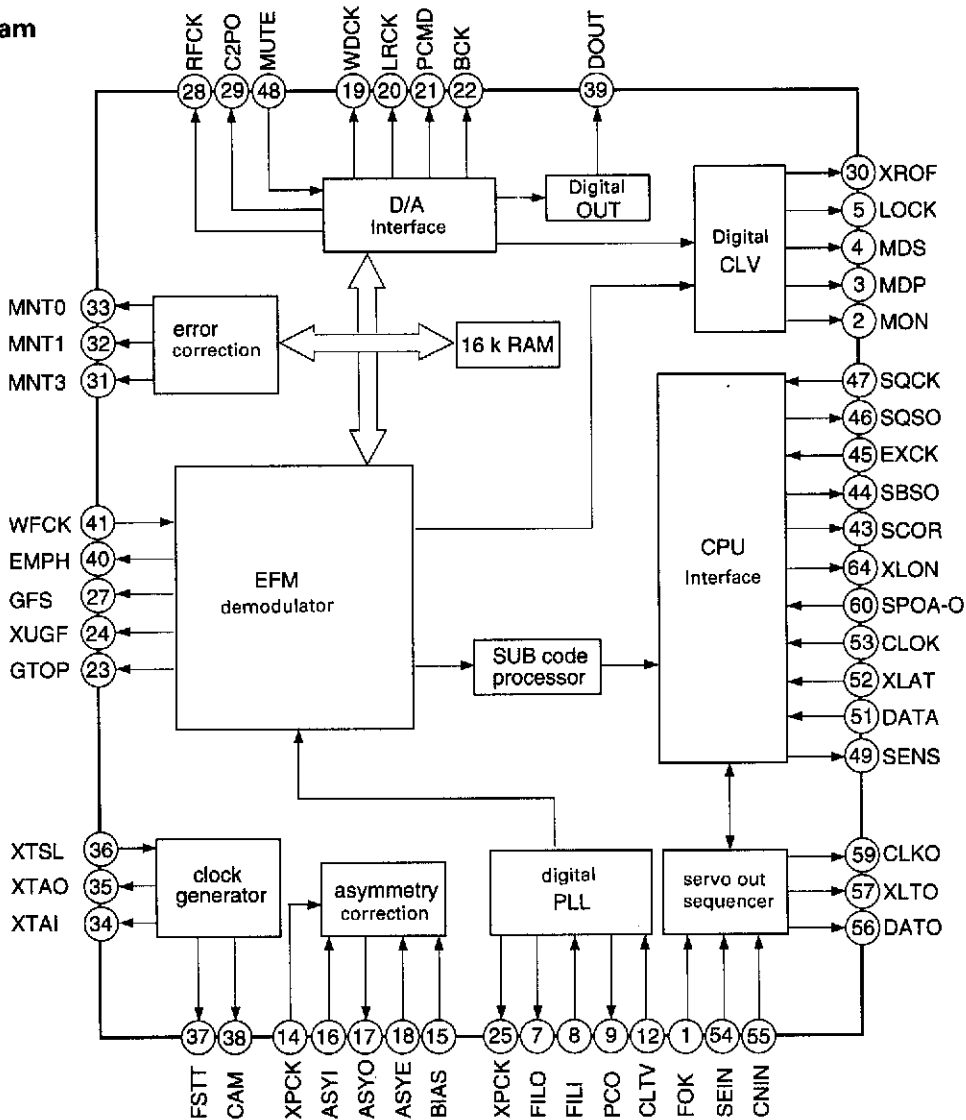 am
RFCK
C2PO
MUTE
WDCK
LRCK
PCMD
BCK
DOUT
28
29
48
19
20
21
22
39
D/A
Interface
Digital
OUT
Digital
CLV
30 XROF
5 LOCK
4 MDS
3 MDP
2 MON
MNT0 33
MNT1 32
MNT3 31
error
correction
16 k RAM
47 SQCK
46 SQSO
45 EXCK
44 SBSO
43 SCOR
64 XLON
60 SPOA-O
53 CLOK
52 XLAT
51 DATA
49 SENS
CPU
Interface
WFCK 41
EMPH 40
GFS 27
XUGF 24
GTOP 23
EFM
demodulator
SUB code
processor
XTSL 36
XTAO 35
XTAI 34
clock
generator
asymmetry
correction
digital
PLL
servo out
sequencer
59 CLKO
57 XLTO
56 DATO
37
38
14
16
17
18
15
25
7
8
9
12
1
54
55
FSTT
CAM
XPCK
ASYI
ASYO
ASYE
BIAS
XPCK
FILO
FILI
PCO
CLTV
FOK
SEIN
CNIN